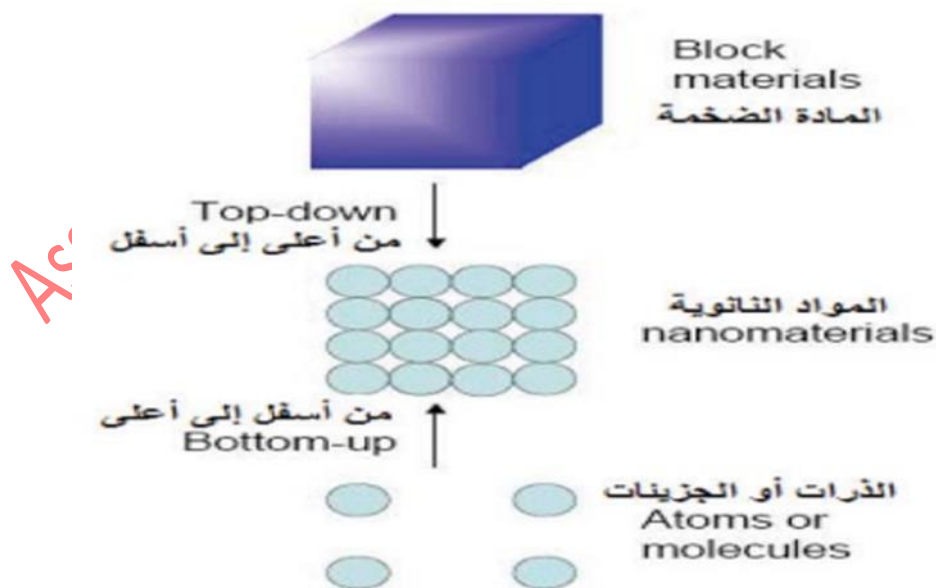 Block
materials
المادة الضخمة
Top-down
من أعلى إلى أسفل
المواد النانوية
nanomaterials
من أسفل إلى أعلى
Bottom-up
الذرات أو الجزيئات
Atoms or
molecules